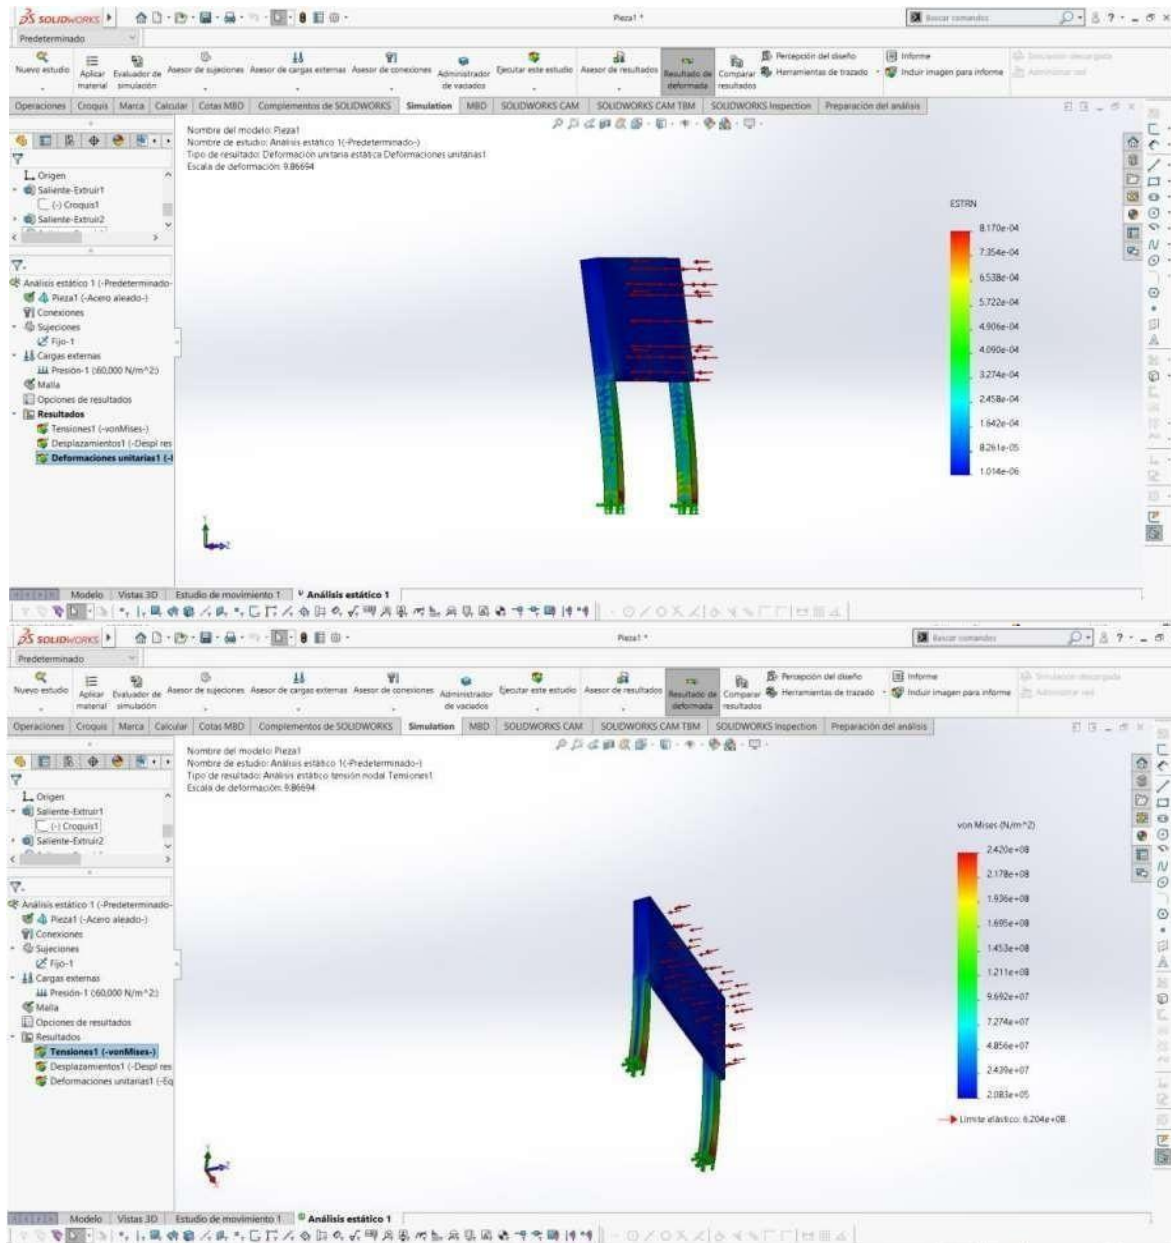 SOLIDWORKS
Pieza1 *
Buscar comandos
Predeterminado
Nuevo estudio
Aplicar material
Evaluador de simulación
Asesor de sujeciones
Asesor de cargas externas
Asesor de conexiones
Administrador de vaciados
Ejecutar este estudio
Asesor de resultados
Resultado de deformada
Comparar resultados
Percepción del diseño
Herramientas de trazado
Informe
Induir imagen para informe
Operaciones Croquis Marca Calcular Cotas MBD Complementos de SOLIDWORKS Simulation MBD SOLIDWORKS CAM SOLIDWORKS CAM TBM SOLIDWORKS Inspection Preparación del análisis
Nombre del modelo: Pieza1
Nombre de estudio: Análisis estático 1(-Predeterminado-)
Tipo de resultado: Deformación unitaria estática Deformaciones unitarias1
Escala de deformación: 9.86694
Origen
Saliente-Extruir1
(-) Croquis1
Saliente-Extruir2
Análisis estático 1 (-Predeterminado-
Pieza1 (-Acero aleado-)
Conexiones
Sujeciones
Fijo-1
Cargas externas
Presión-1 (:60,000 N/m^2:)
Malla
Opciones de resultados
Resultados
Tensiones1 (-vonMises-)
Desplazamientos1 (-Despl res
Deformaciones unitarias1 (-
ESTRN
8.170e-04
7.354e-04
6.538e-04
5.722e-04
4.906e-04
4.090e-04
3.274e-04
2.458e-04
1.642e-04
8.261e-05
1.014e-06
Modelo Vistas 3D Estudio de movimiento 1 Análisis estático 1
SOLIDWORKS
Pieza1 *
Predeterminado
Nuevo estudio
Aplicar material
Evaluador de simulación
Asesor de sujeciones
Asesor de cargas externas
Asesor de conexiones
Administrador de vaciados
Ejecutar este estudio
Asesor de resultados
Resultado de deformada
Comparar resultados
Percepción del diseño
Herramientas de trazado
Informe
Induir imagen para informe
Operaciones Croquis Marca Calcular Cotas MBD Complementos de SOLIDWORKS Simulation MBD SOLIDWORKS CAM SOLIDWORKS CAM TBM SOLIDWORKS Inspection Preparación del análisis
Nombre del modelo: Pieza1
Nombre de estudio: Análisis estático 1(-Predeterminado-)
Tipo de resultado: Análisis estático tensión nodal Tensiones1
Escala de deformación: 9.86694
Origen
Saliente-Extruir1
(-) Croquis1
Saliente-Extruir2
Análisis estático 1 (-Predeterminado-
Pieza1 (-Acero aleado-)
Conexiones
Sujeciones
Fijo-1
Cargas externas
Presión-1 (:60,000 N/m^2:)
Malla
Opciones de resultados
Resultados
Tensiones1 (-vonMises-)
Desplazamientos1 (-Despl res
Deformaciones unitarias1 (-Eq
von Mises (N/m^2)
2.420e+08
2.178e+08
1.936e+08
1.695e+08
1.453e+08
1.211e+08
9.692e+07
7.274e+07
4.856e+07
2.439e+07
2.083e+05
Límite elástico: 6.204e+08
Modelo Vistas 3D Estudio de movimiento 1 Análisis estático 1